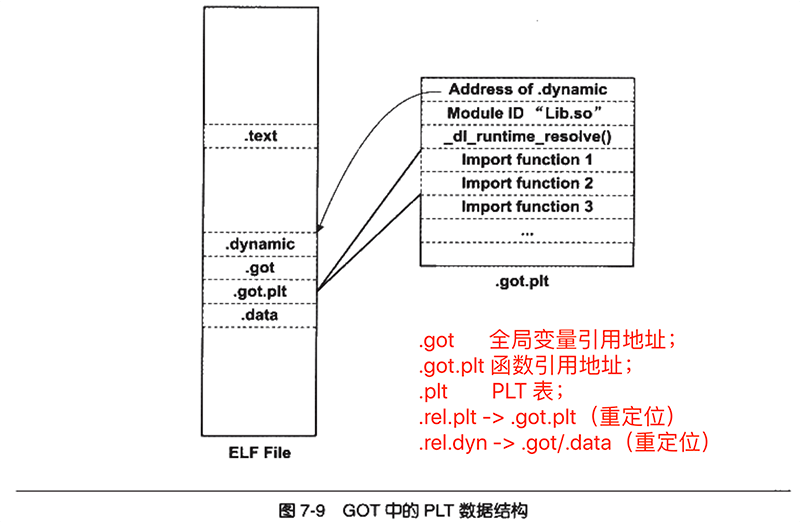 .text
.dynamic
.got
.got.plt
.data
ELF File
Address of .dynamic
Module ID “Lib.so”
_dl_runtime_resolve()
Import function 1
Import function 2
Import function 3
...
.got.plt
.got 全局变量引用地址；
.got.plt 函数引用地址；
.plt PLT 表；
.rel.plt -> .got.plt（重定位）
.rel.dyn -> .got/.data（重定位）
图 7-9 GOT 中的 PLT 数据结构